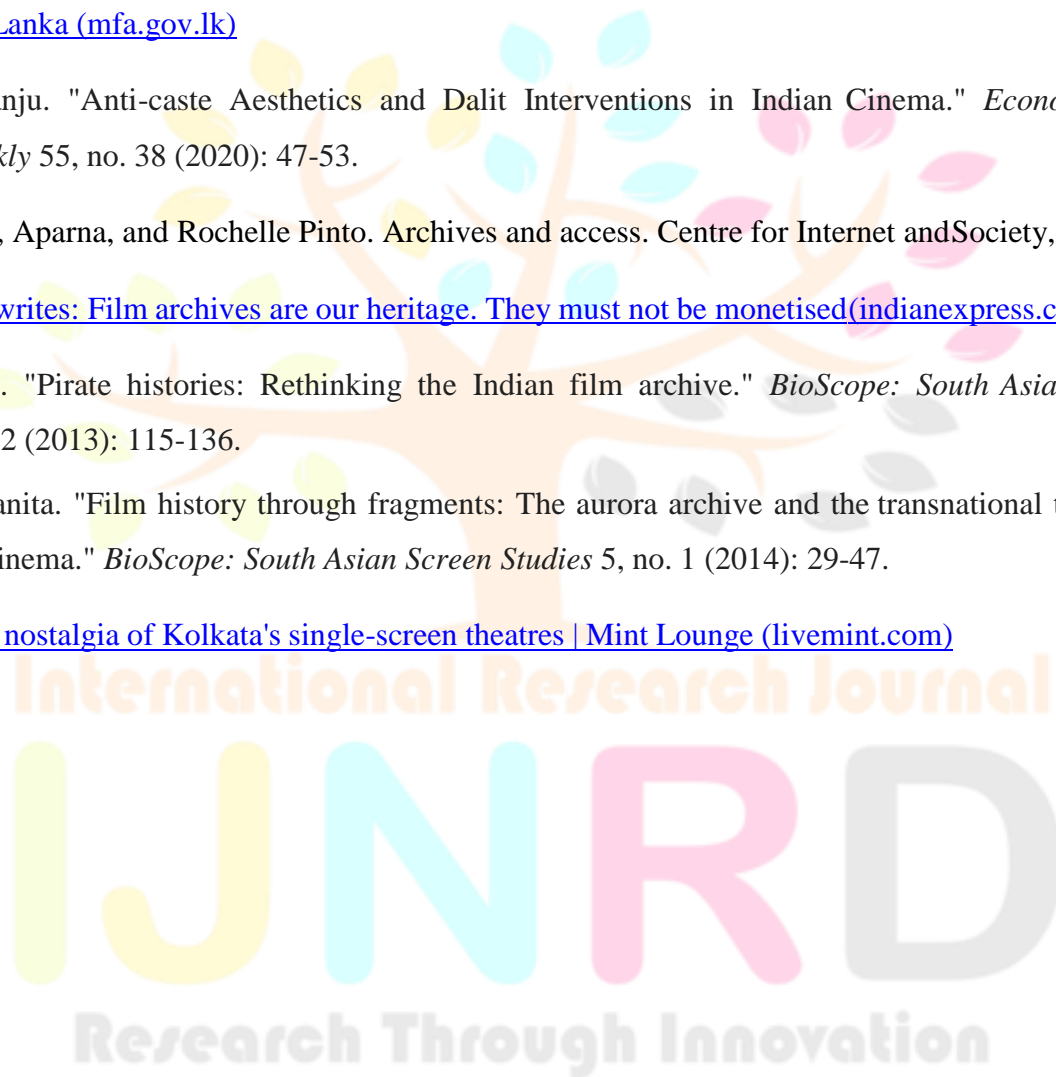 Lanka (mfa.gov.lk)
anju. "Anti-caste Aesthetics and Dalit Interventions in Indian Cinema." Econo
kly 55, no. 38 (2020): 47-53.
, Aparna, and Rochelle Pinto. Archives and access. Centre for Internet andSociety,
writes: Film archives are our heritage. They must not be monetised(indianexpress.c
. "Pirate histories: Rethinking the Indian film archive." BioScope: South Asia
2 (2013): 115-136.
anita. "Film history through fragments: The aurora archive and the transnational t
inema." BioScope: South Asian Screen Studies 5, no. 1 (2014): 29-47.
nostalgia of Kolkata's single-screen theatres | Mint Lounge (livemint.com)
International Research Journal
IJNRD
Research Through Innovation